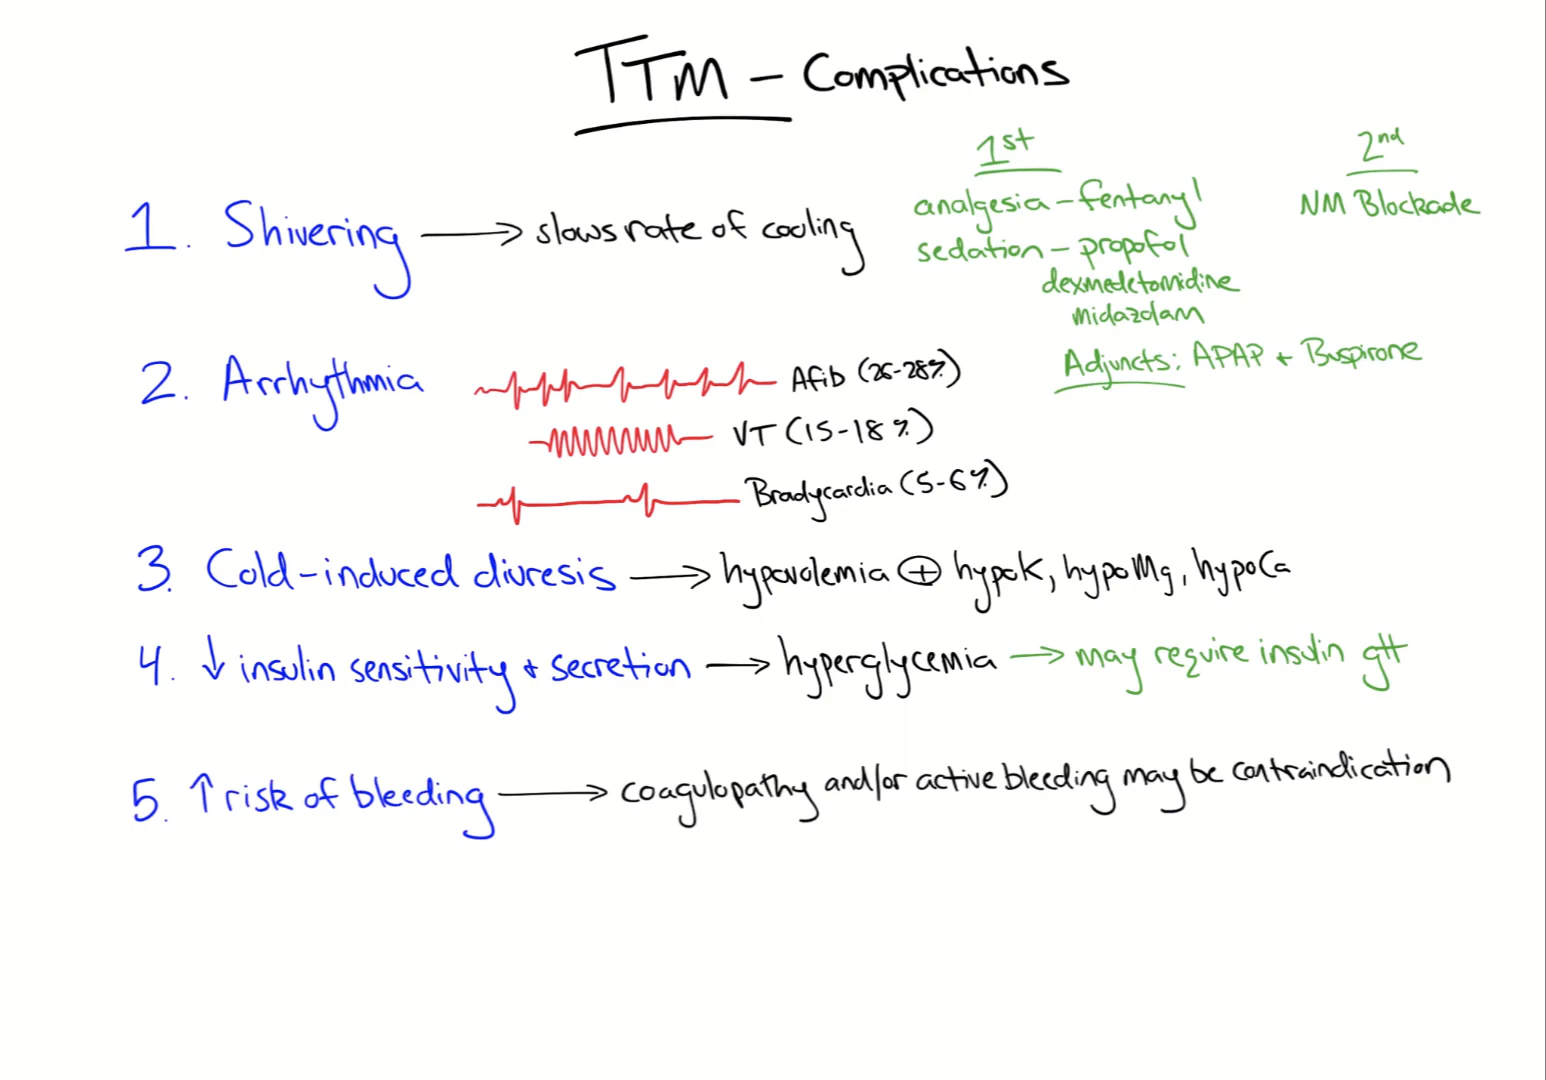 TTM – Complications
1st
2nd
analgesia – fentanyl
NM Blockade
1. Shivering → slows rate of cooling
sedation – propofol
dexmedetomidine
midazolam
Adjuncts: APAP + Buspirone
2. Arrhythmia
Afib (26-28%)
VT (15-18%)
Bradycardia (5-6%)
3. Cold-induced diuresis → hypovolemia ⊕ hypoK, hypoMg, hypoCa
4. ↓ insulin sensitivity + secretion → hyperglycemia → may require insulin gtt
5. ↑ risk of bleeding → coagulopathy and/or active bleeding may be contraindication